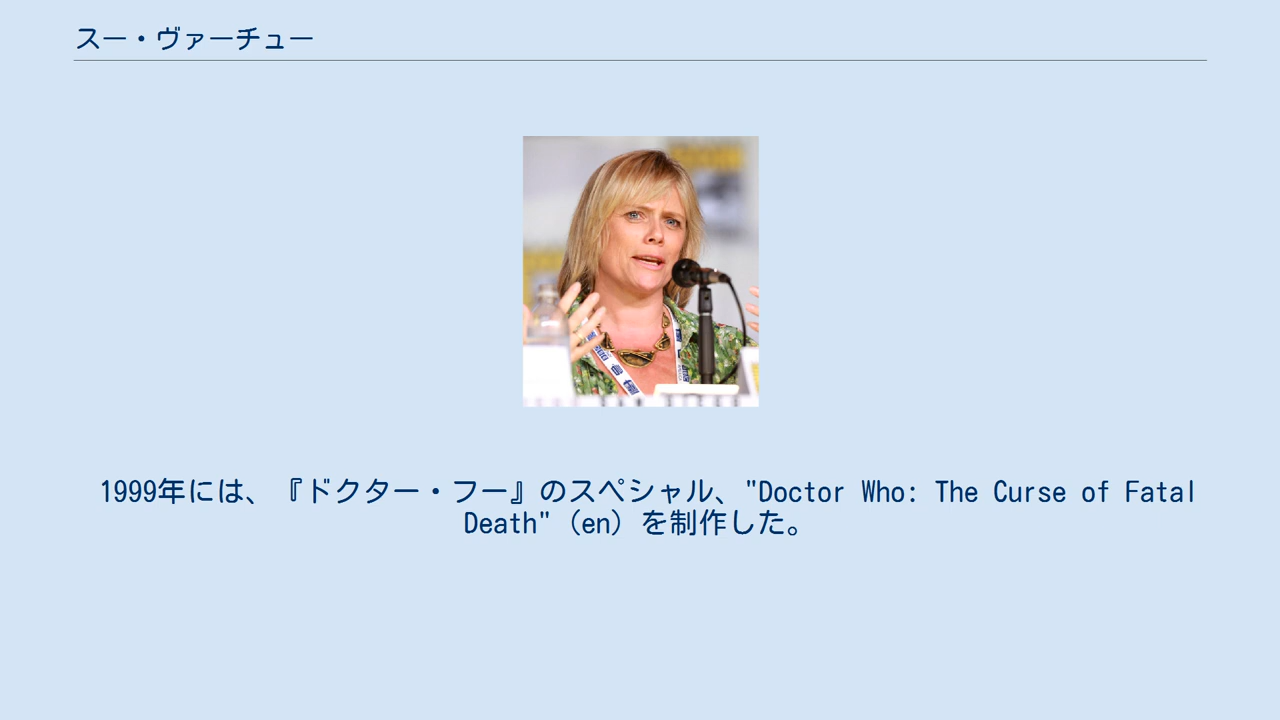 スー・ヴァーチュー
1999年には、『ドクター・フー』のスペシャル、"Doctor Who: The Curse of Fatal
Death"（en）を制作した。